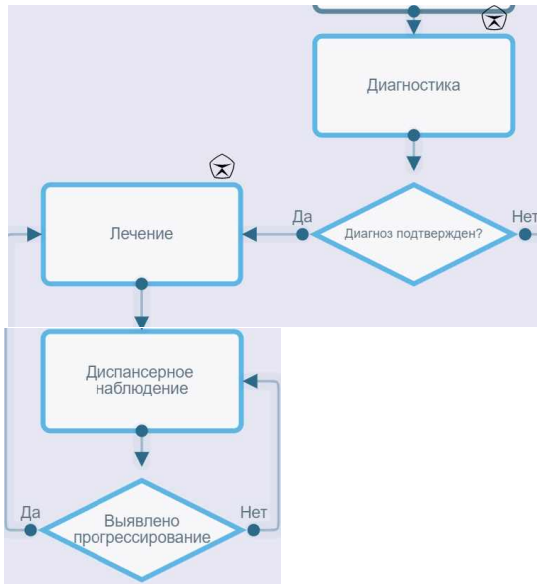 Диагностика
Да
Нет
Диагноз подтвержден?
Лечение
Диспансерное
наблюдение
Да
Нет
Выявлено
прогрессирование